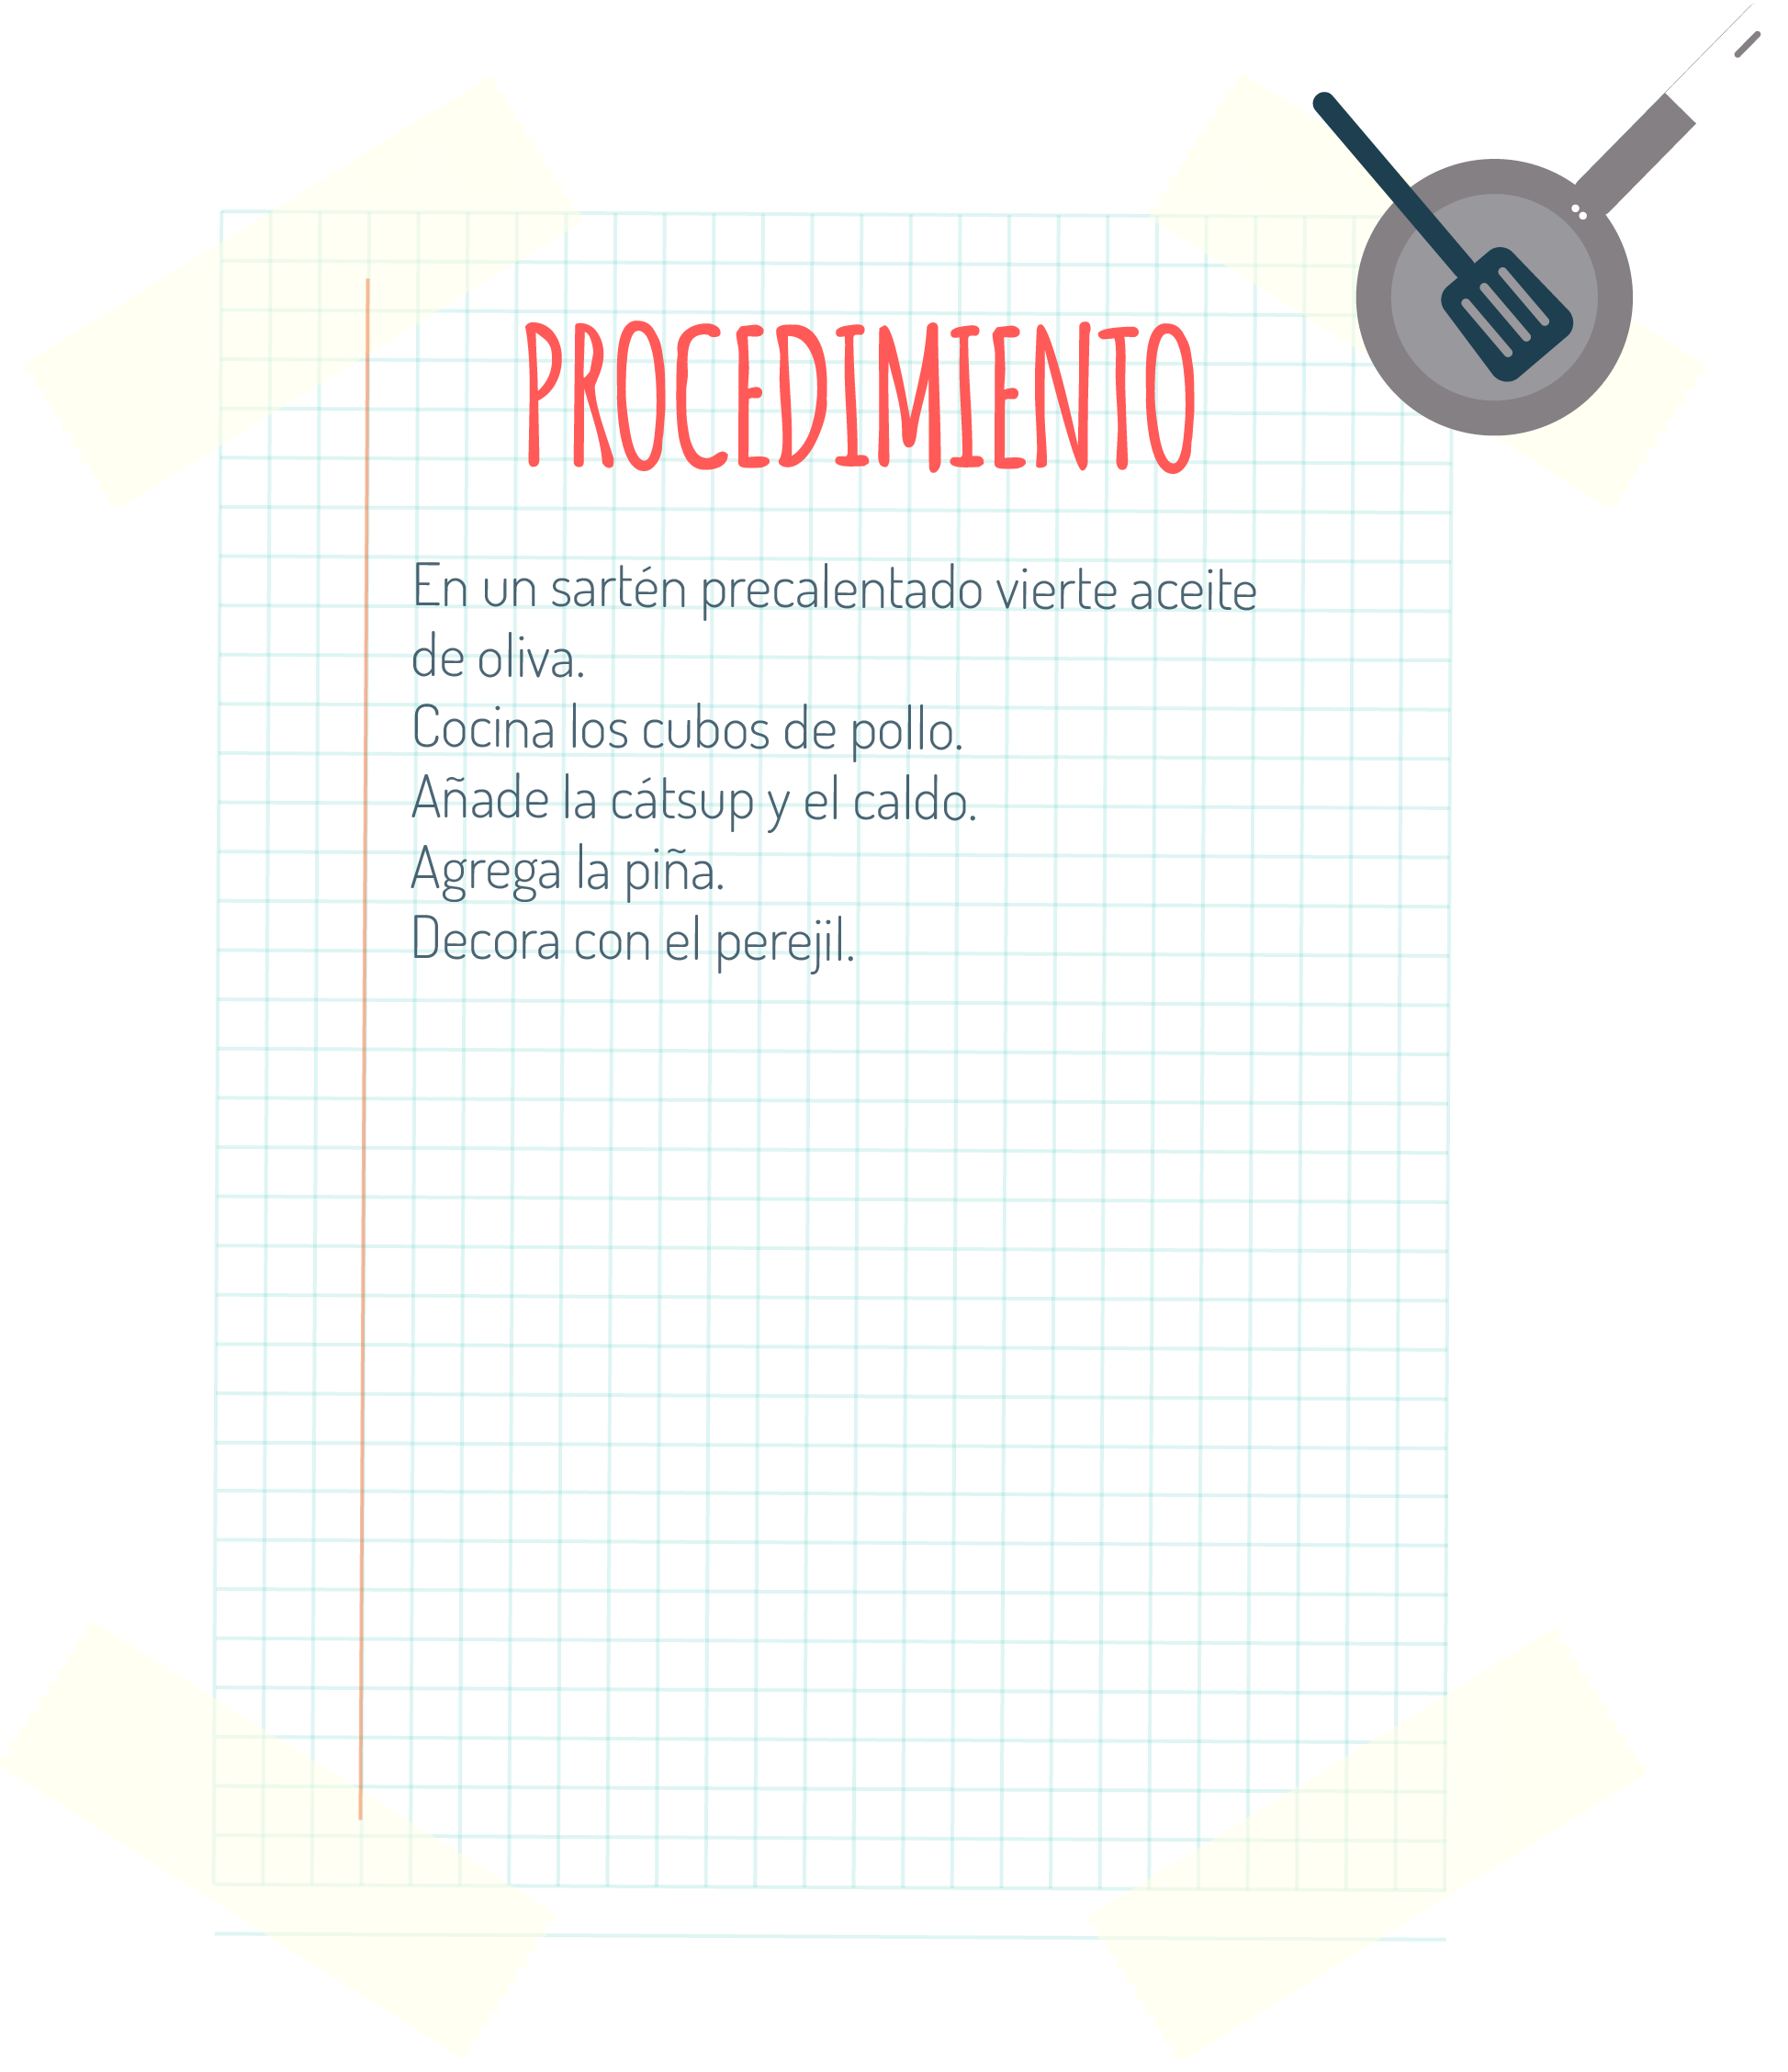 PROCEDIMIENTO
En un sartén precalentado vierte aceite
de oliva.
Cocina los cubos de pollo.
Añade la cátsup y el caldo.
Agrega la piña.
Decora con el perejil.